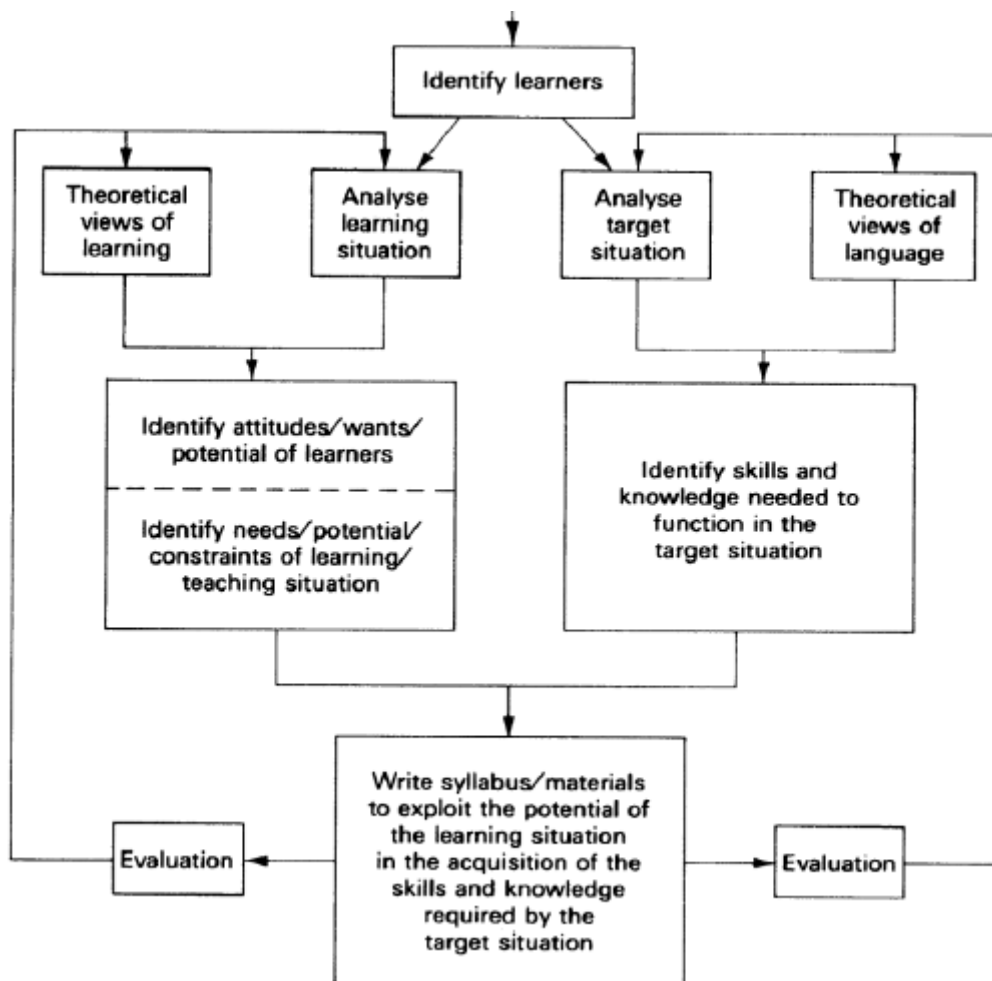 Identify learners
Theoretical
views of
learning
Analyse
learning
situation
Analyse
target
situation
Theoretical
views of
language
Identify attitudes/wants/
potential of learners
Identify needs/potential/
constraints of learning/
teaching situation
Identify skills and
knowledge needed to
function in the
target situation
Write syllabus/materials
to exploit the potential of
the learning situation
in the acquisition of the
skills and knowledge
required by the
target situation
Evaluation
Evaluation